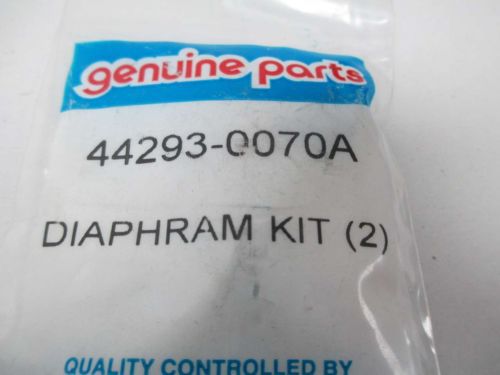 genuine parts
44293-0070A
DIAPHRAM KIT (2)
QUALITY CONTROLLED BY